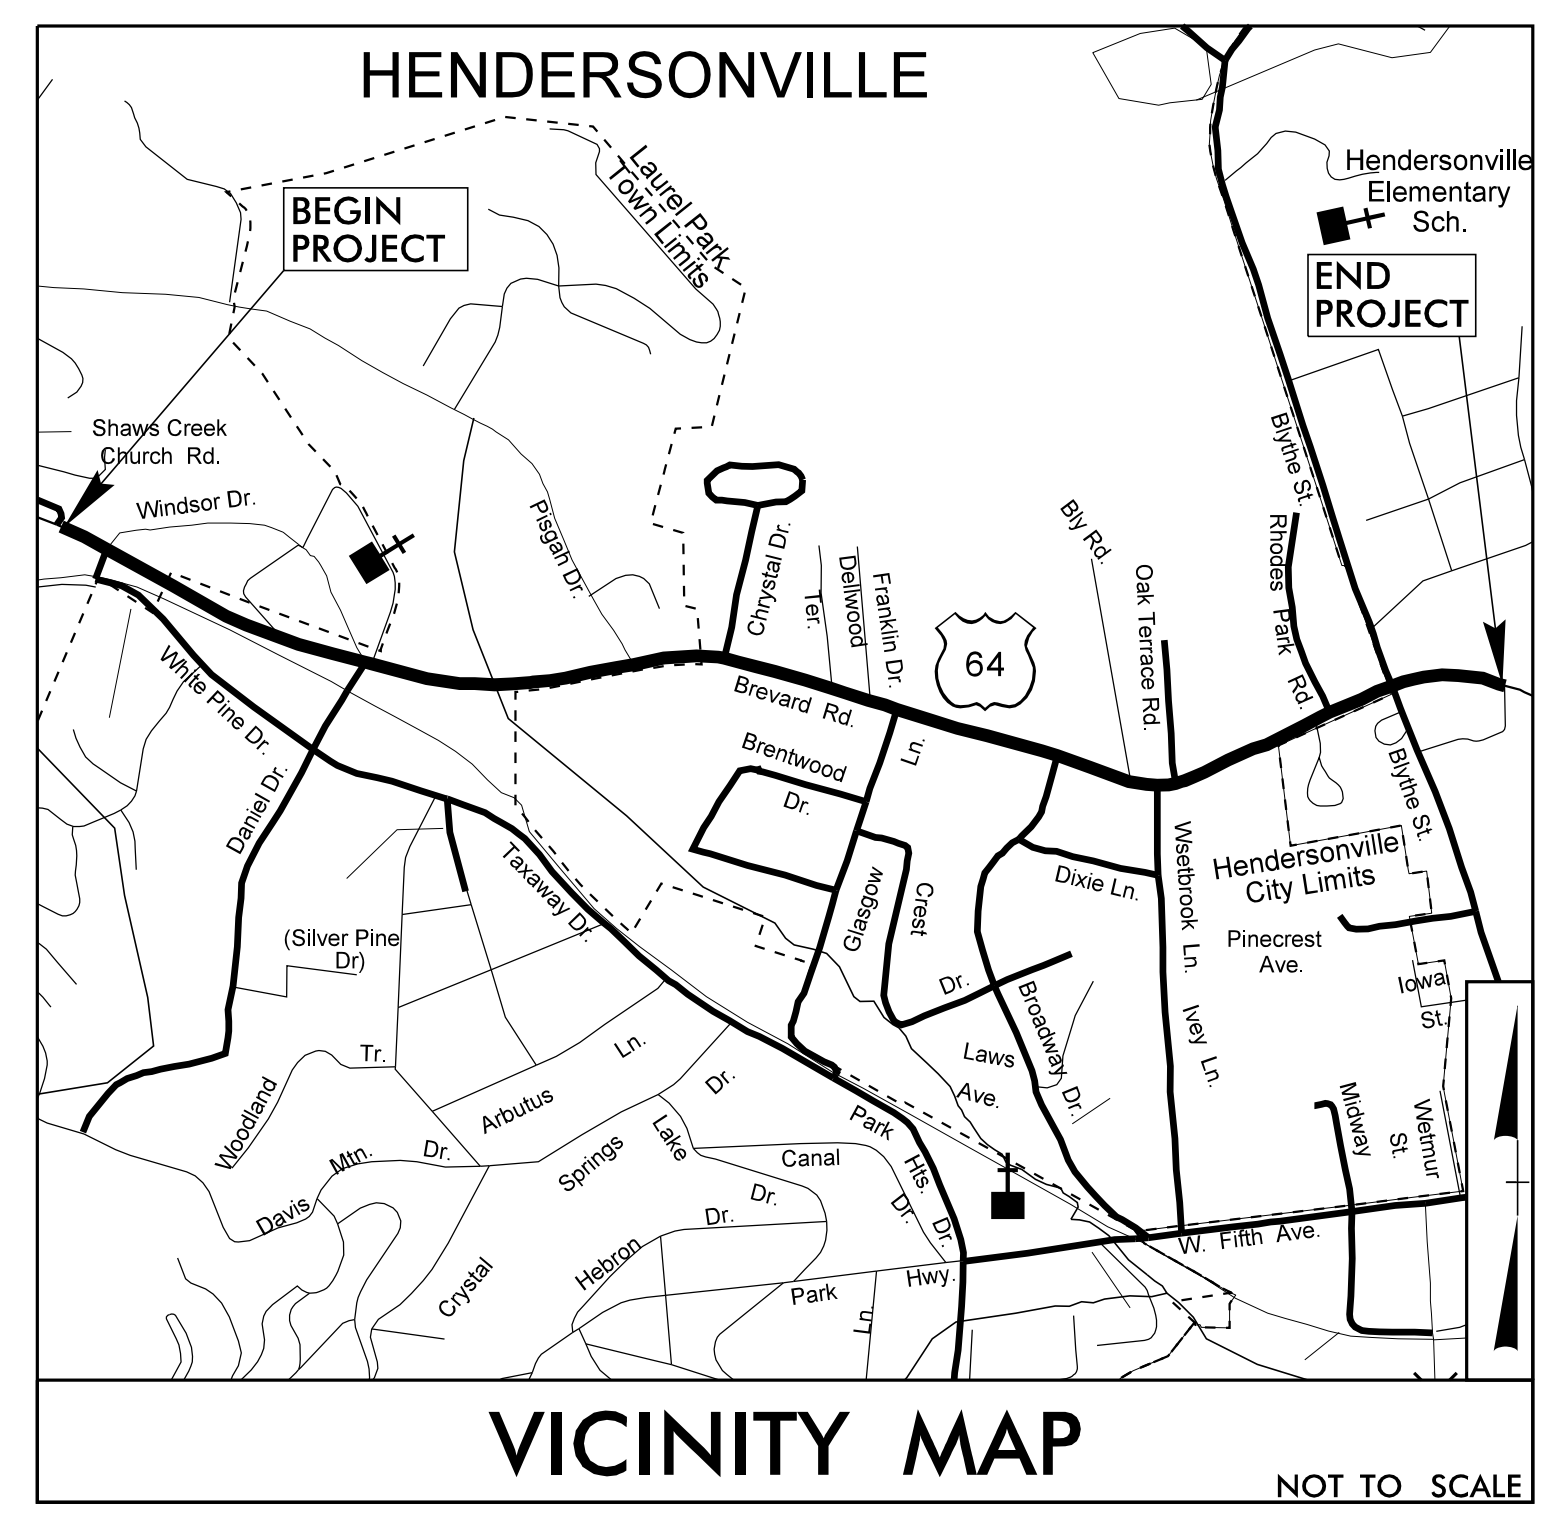 HENDERSONVILLE
Laurel Park
Town Limits
Hendersonville
Elementary
Sch.
BEGIN
PROJECT
END
PROJECT
Shaws Creek
Church Rd.
Windsor Dr.
Pisgah Dr.
Chrystal Dr.
Dellwood
Ter.
Franklin Dr.
64
Bly Rd.
Oak Terrace Rd.
Blythe St.
Rhodes Park Rd.
White Pine Dr.
Daniel Dr.
Brevard Rd.
Brentwood
Dr.
Glasgow
Ln.
Crest
Dr.
Dixie Ln.
Wsetbrook Ln.
Ivey Ln.
Hendersonville
City Limits
Blythe St.
Pinecrest
Ave.
Iowa
St.
Taxaway Dr.
(Silver Pine
Dr)
Broadway Dr.
Laws
Ave.
Woodland
Tr.
Arbutus
Ln.
Davis
Mtn.
Dr.
Springs
Dr.
Crystal
Lake
Dr.
Park
Hts.
Dr.
Canal
Dr.
Hebron
Dr.
Midway
St.
Wetmur
W. Fifth Ave.
Park
Hwy.
Ln.
VICINITY MAP
NOT TO SCALE